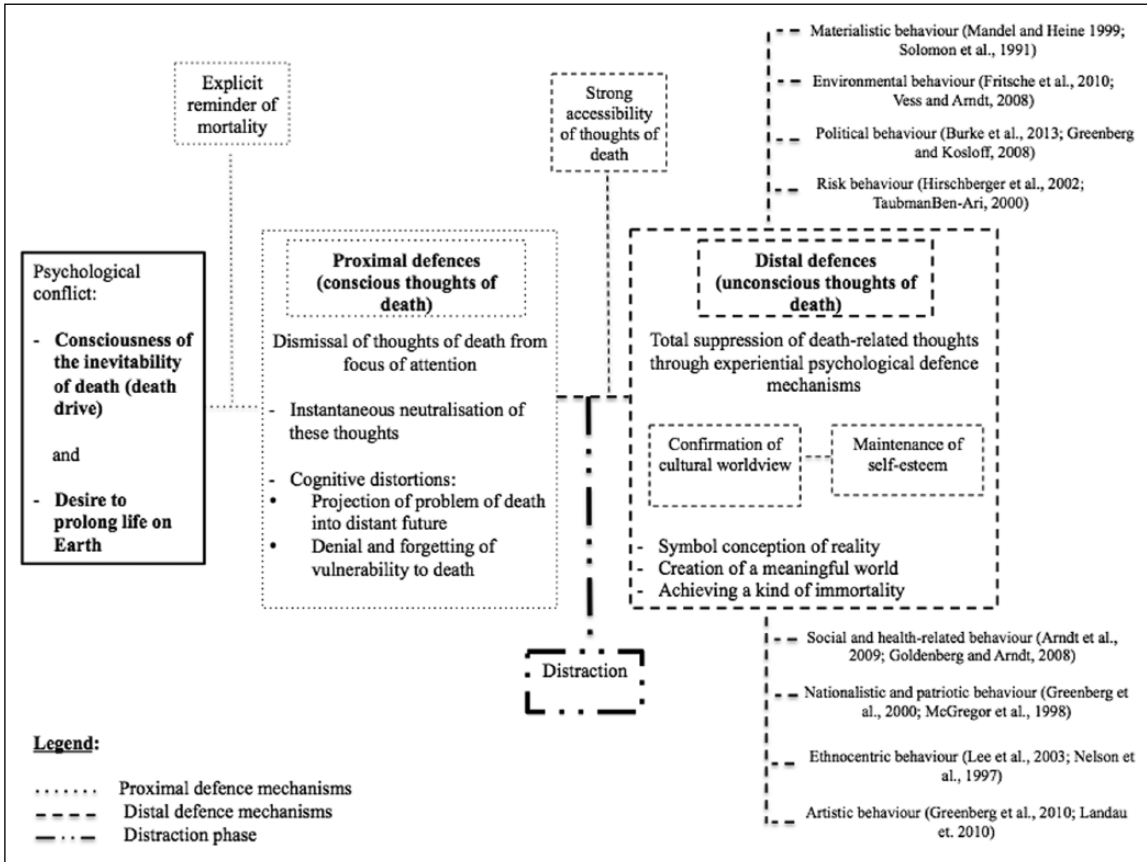 Explicit
reminder of
mortality
Strong
accessibility
of thoughts of
death
Materialistic behaviour (Mandel and Heine 1999;
Solomon et al., 1991)
Environmental behaviour (Fritsche et al., 2010;
Vess and Arndt, 2008)
Political behaviour (Burke et al., 2013; Greenberg
and Kosloff, 2008)
Risk behaviour (Hirschberger et al., 2002;
TaubmanBen-Ari, 2000)
Psychological
conflict:
- Consciousness of
the inevitability
of death (death
drive)
and
- Desire to
prolong life on
Earth
Proximal defences
(conscious thoughts of
death)
Dismissal of thoughts of death from
focus of attention
- Instantaneous neutralisation of
these thoughts
- Cognitive distortions:
• Projection of problem of death
into distant future
• Denial and forgetting of
vulnerability to death
Distal defences
(unconscious thoughts of
death)
Total suppression of death-related thoughts
through experiential psychological defence
mechanisms
Confirmation of
cultural worldview
Maintenance of
self-esteem
- Symbol conception of reality
- Creation of a meaningful world
- Achieving a kind of immortality
Distraction
Social and health-related behaviour (Arndt et al.,
2009; Goldenberg and Arndt, 2008)
Nationalistic and patriotic behaviour (Greenberg
et al., 2000; McGregor et al., 1998)
Ethnocentric behaviour (Lee et al., 2003; Nelson et
al., 1997)
Artistic behaviour (Greenberg et al., 2010; Landau
et. 2010)
Legend:
Proximal defence mechanisms
Distal defence mechanisms
Distraction phase